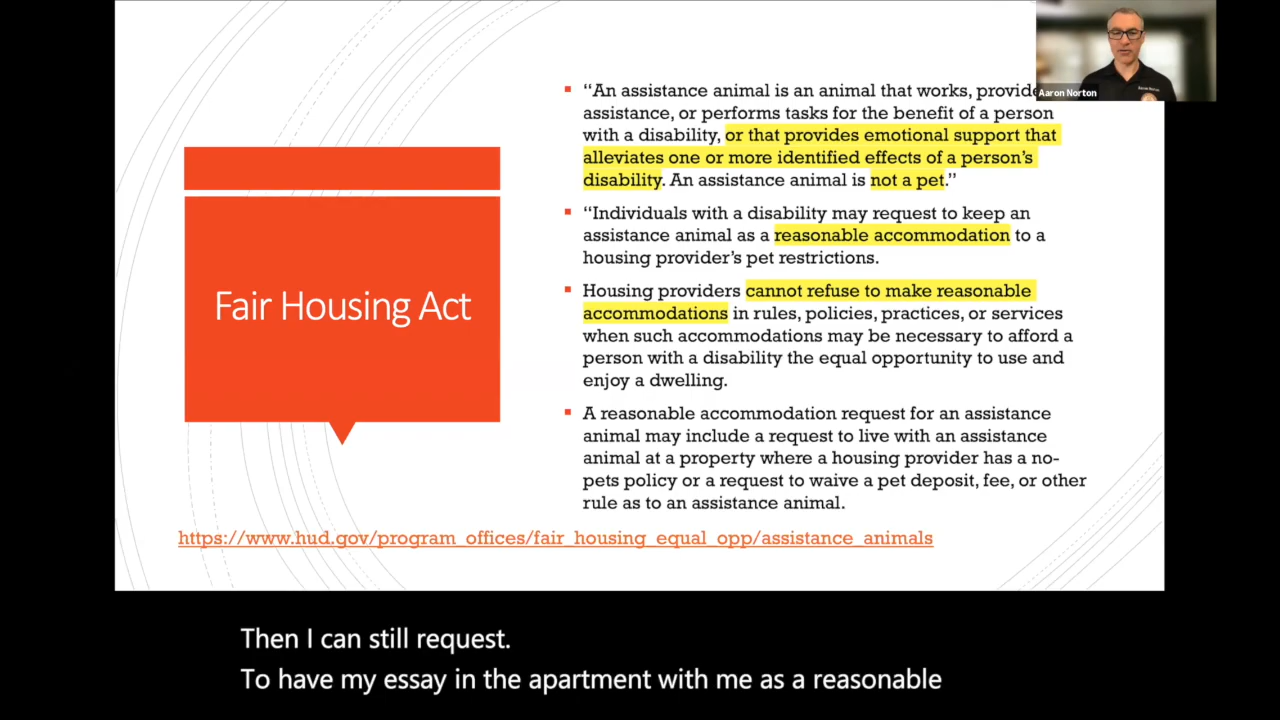 Aaron Norton
Fair Housing Act
▪ “An assistance animal is an animal that works, provide
assistance, or performs tasks for the benefit of a person
with a disability, or that provides emotional support that
alleviates one or more identified effects of a person’s
disability. An assistance animal is not a pet.”
▪ “Individuals with a disability may request to keep an
assistance animal as a reasonable accommodation to a
housing provider’s pet restrictions.
▪ Housing providers cannot refuse to make reasonable
accommodations in rules, policies, practices, or services
when such accommodations may be necessary to afford a
person with a disability the equal opportunity to use and
enjoy a dwelling.
▪ A reasonable accommodation request for an assistance
animal may include a request to live with an assistance
animal at a property where a housing provider has a no-
pets policy or a request to waive a pet deposit, fee, or other
rule as to an assistance animal.
https://www.hud.gov/program_offices/fair_housing_equal_opp/assistance_animals
Then I can still request.
To have my essay in the apartment with me as a reasonable